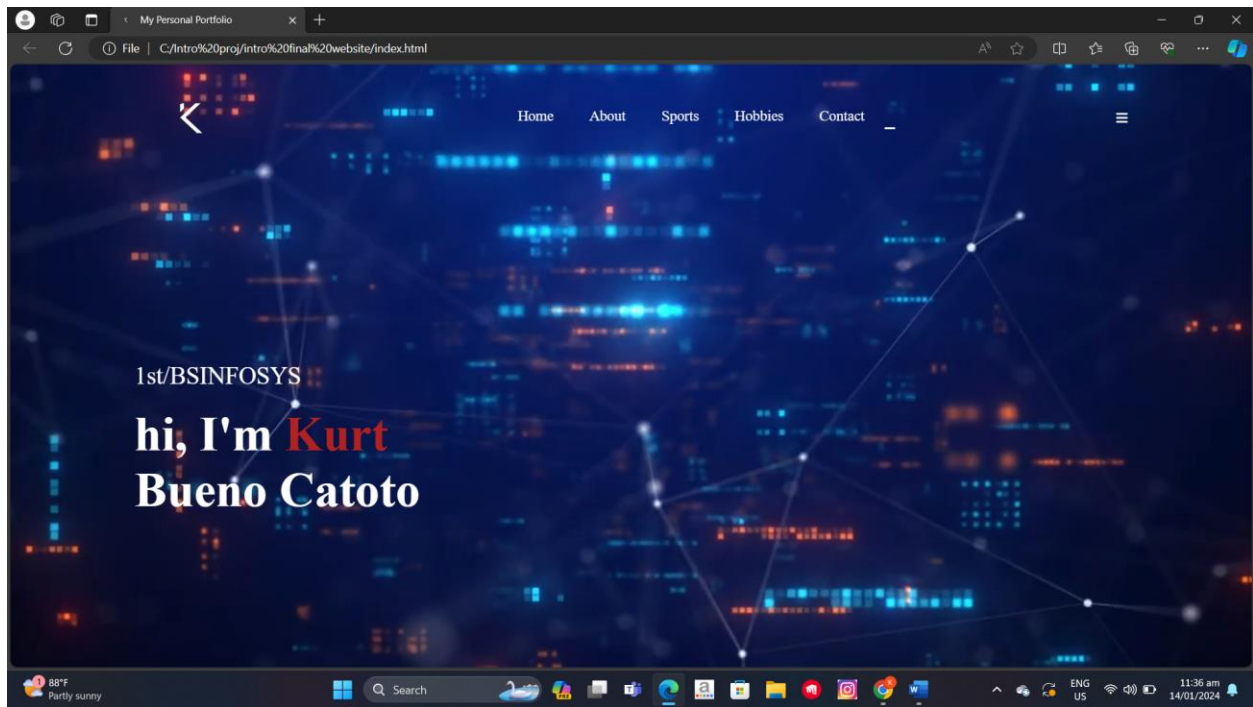 My Personal Portfolio
File | C:/Intro%20proj/intro%20final%20website/index.html
Home About Sports Hobbies Contact
1st/BSINFOSYS
hi, I'm Kurt
Bueno Catoto
88°F
Partly sunny
Search
ENG
US
11:36 am
14/01/2024